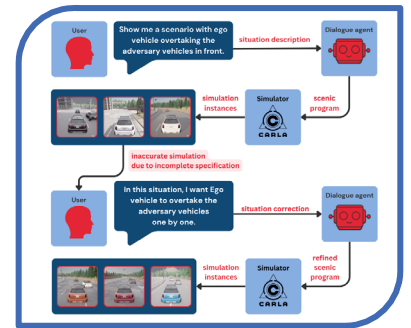 User
Show me a scenario with ego
vehicle overtaking the
adversary vehicles in front.
situation description
Dialogue agent
simulation
instances
Simulator
CARLA
scenic
program
inaccurate simulation
due to incomplete specification
User
In this situation, I want Ego
vehicle to overtake the
adversary vehicles
one by one.
situation correction
Dialogue agent
simulation
instances
Simulator
CARLA
refined
scenic
program